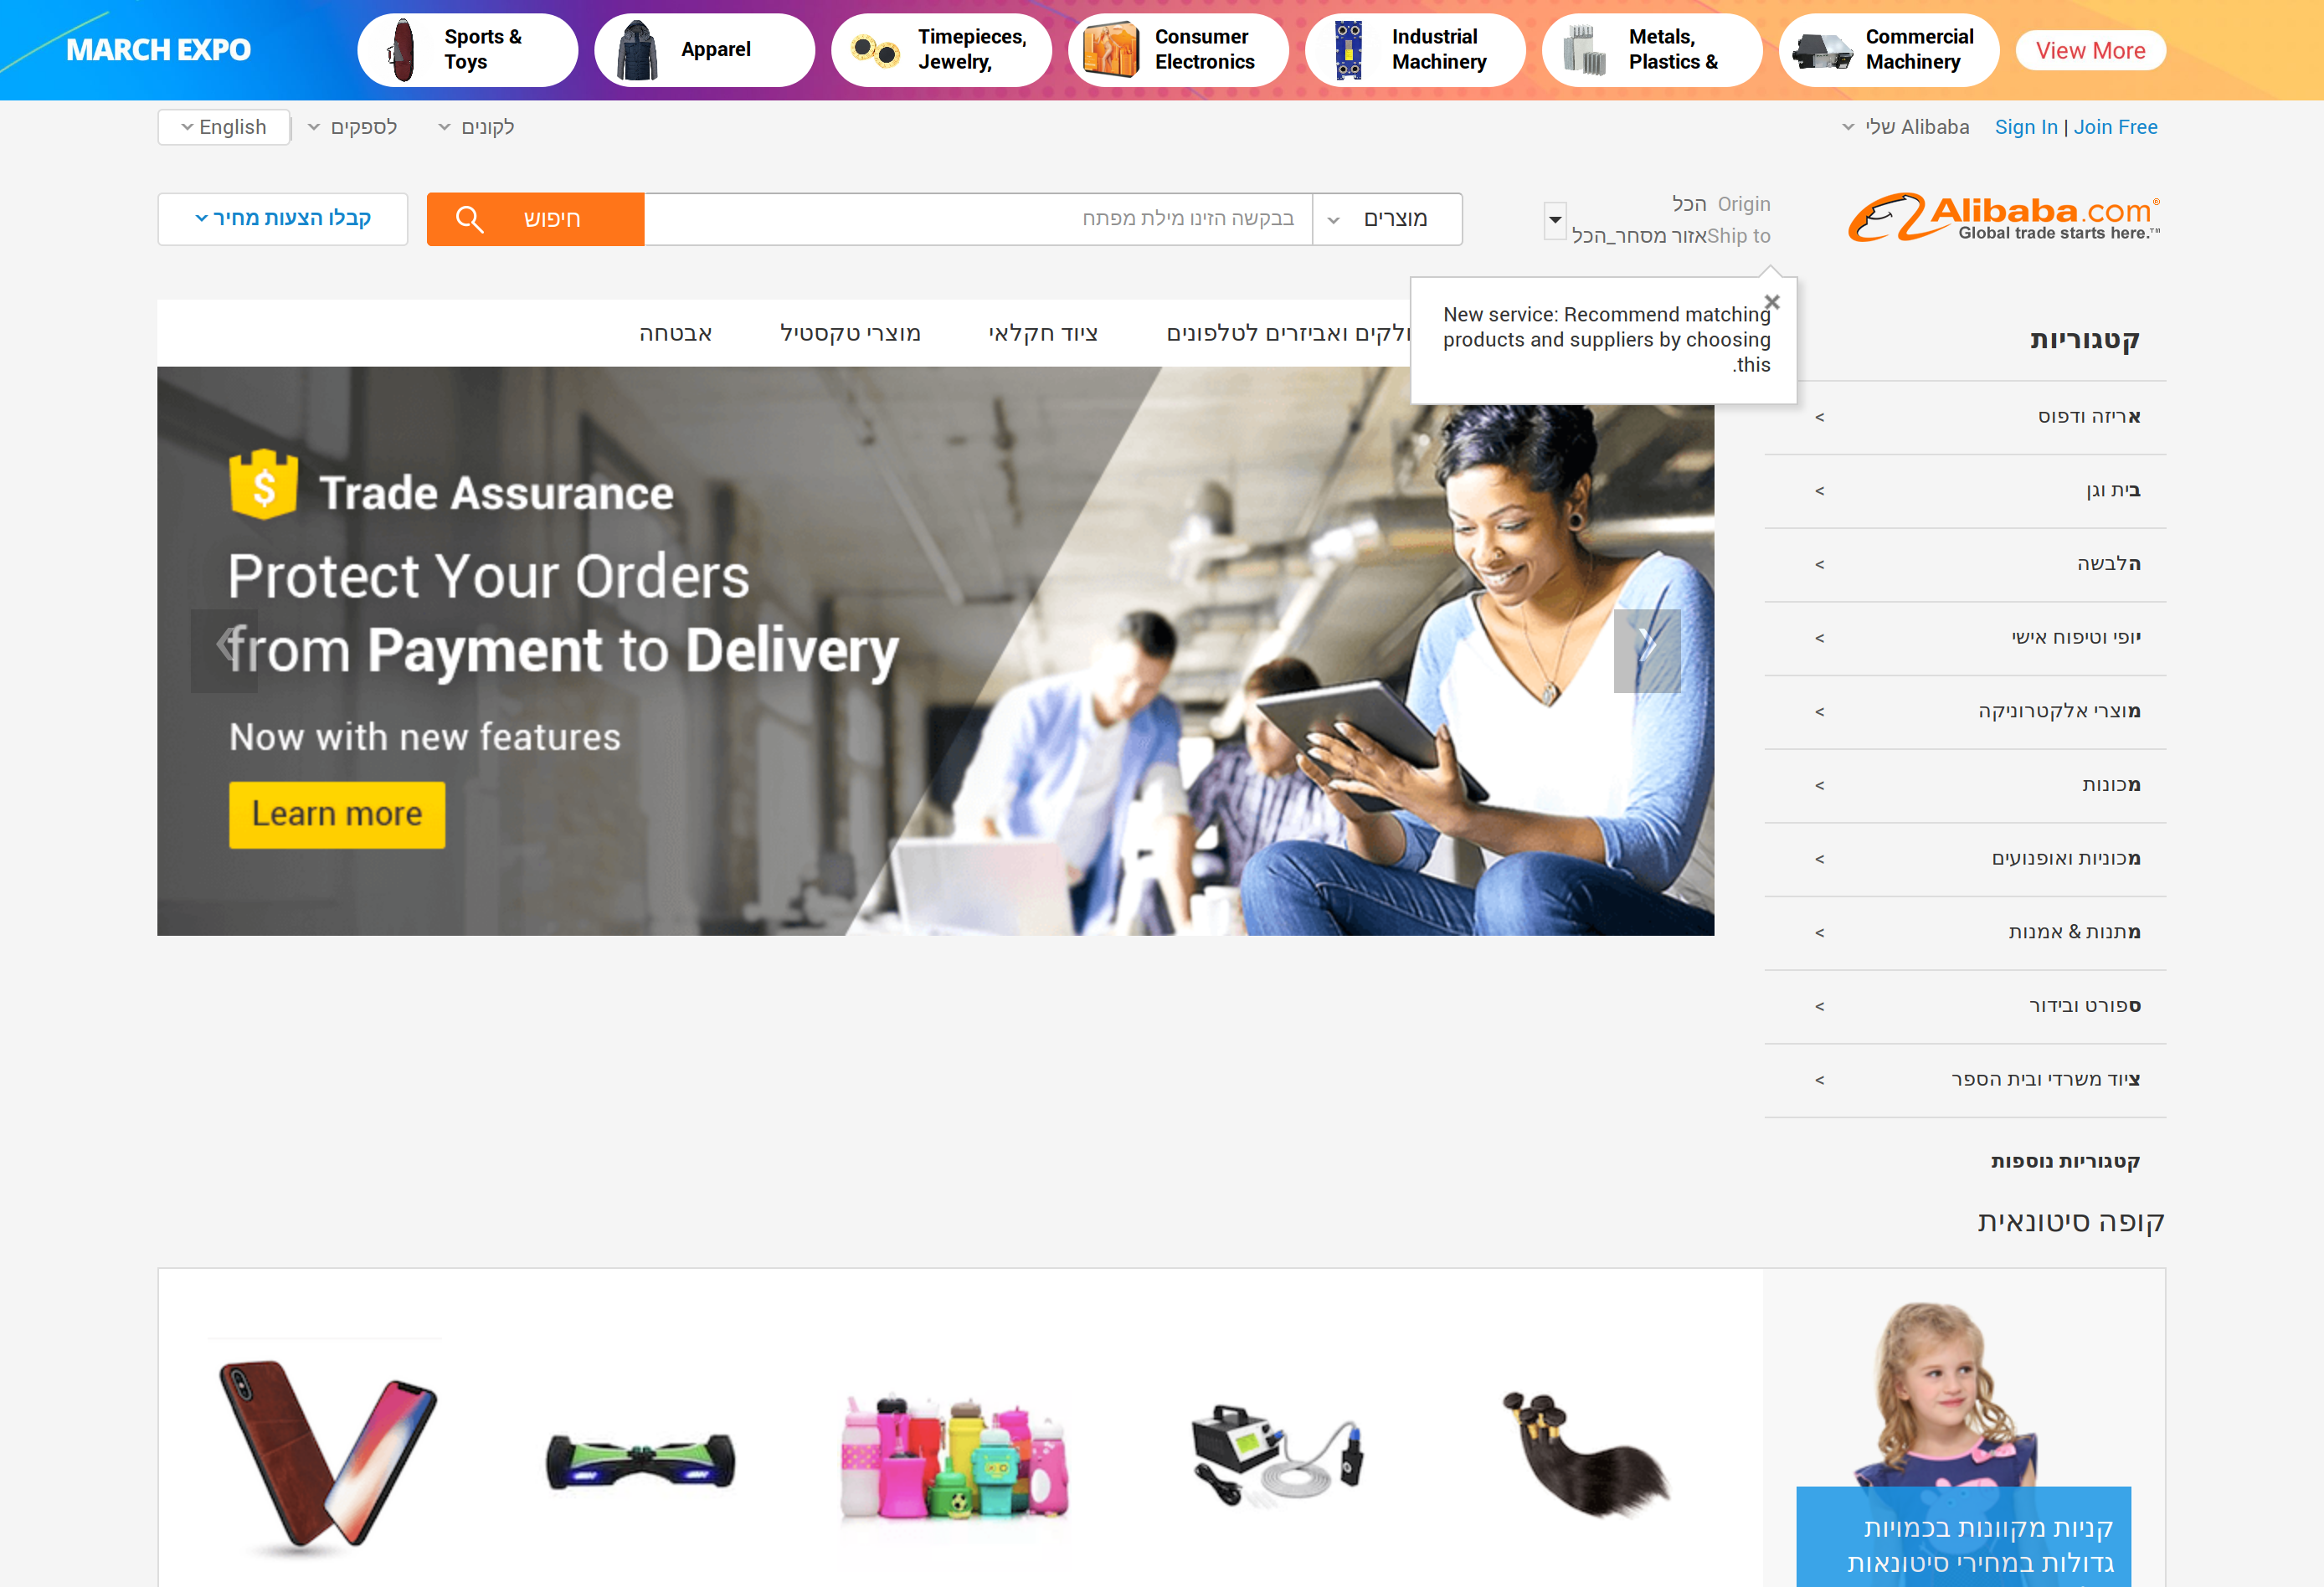 MARCH EXPO
Sports &
Toys
Apparel
Timepieces,
Jewelry,
Consumer
Electronics
Industrial
Machinery
Metals,
Plastics &
Commercial
Machinery
View More
Sign In | Join Free
Alibaba שלי
לקונים
לספקים
English
Alibaba.com®
Global trade starts here.™
Origin הכל
Ship to אזור מסחר_הכל
מוצרים
בבקשה הזינו מילת מפתח
חיפוש
קבלו הצעות מחיר
New service: Recommend matching
products and suppliers by choosing
this.
קטגוריות
ולקים ואביזרים לטלפונים
ציוד חקלאי
מוצרי טקסטיל
אבטחה
אריזה ודפוס
בית וגן
הלבשה
יופי וטיפוח אישי
מוצרי אלקטרוניקה
מכונות
מכוניות ואופנועים
מתנות & אמנות
ספורט ובידור
ציוד משרדי ובית הספר
קטגוריות נוספות
$ Trade Assurance
Protect Your Orders
from Payment to Delivery
Now with new features
Learn more
קופה סיטונאית
קניות מקוונות בכמויות
גדולות במחירי סיטונאות